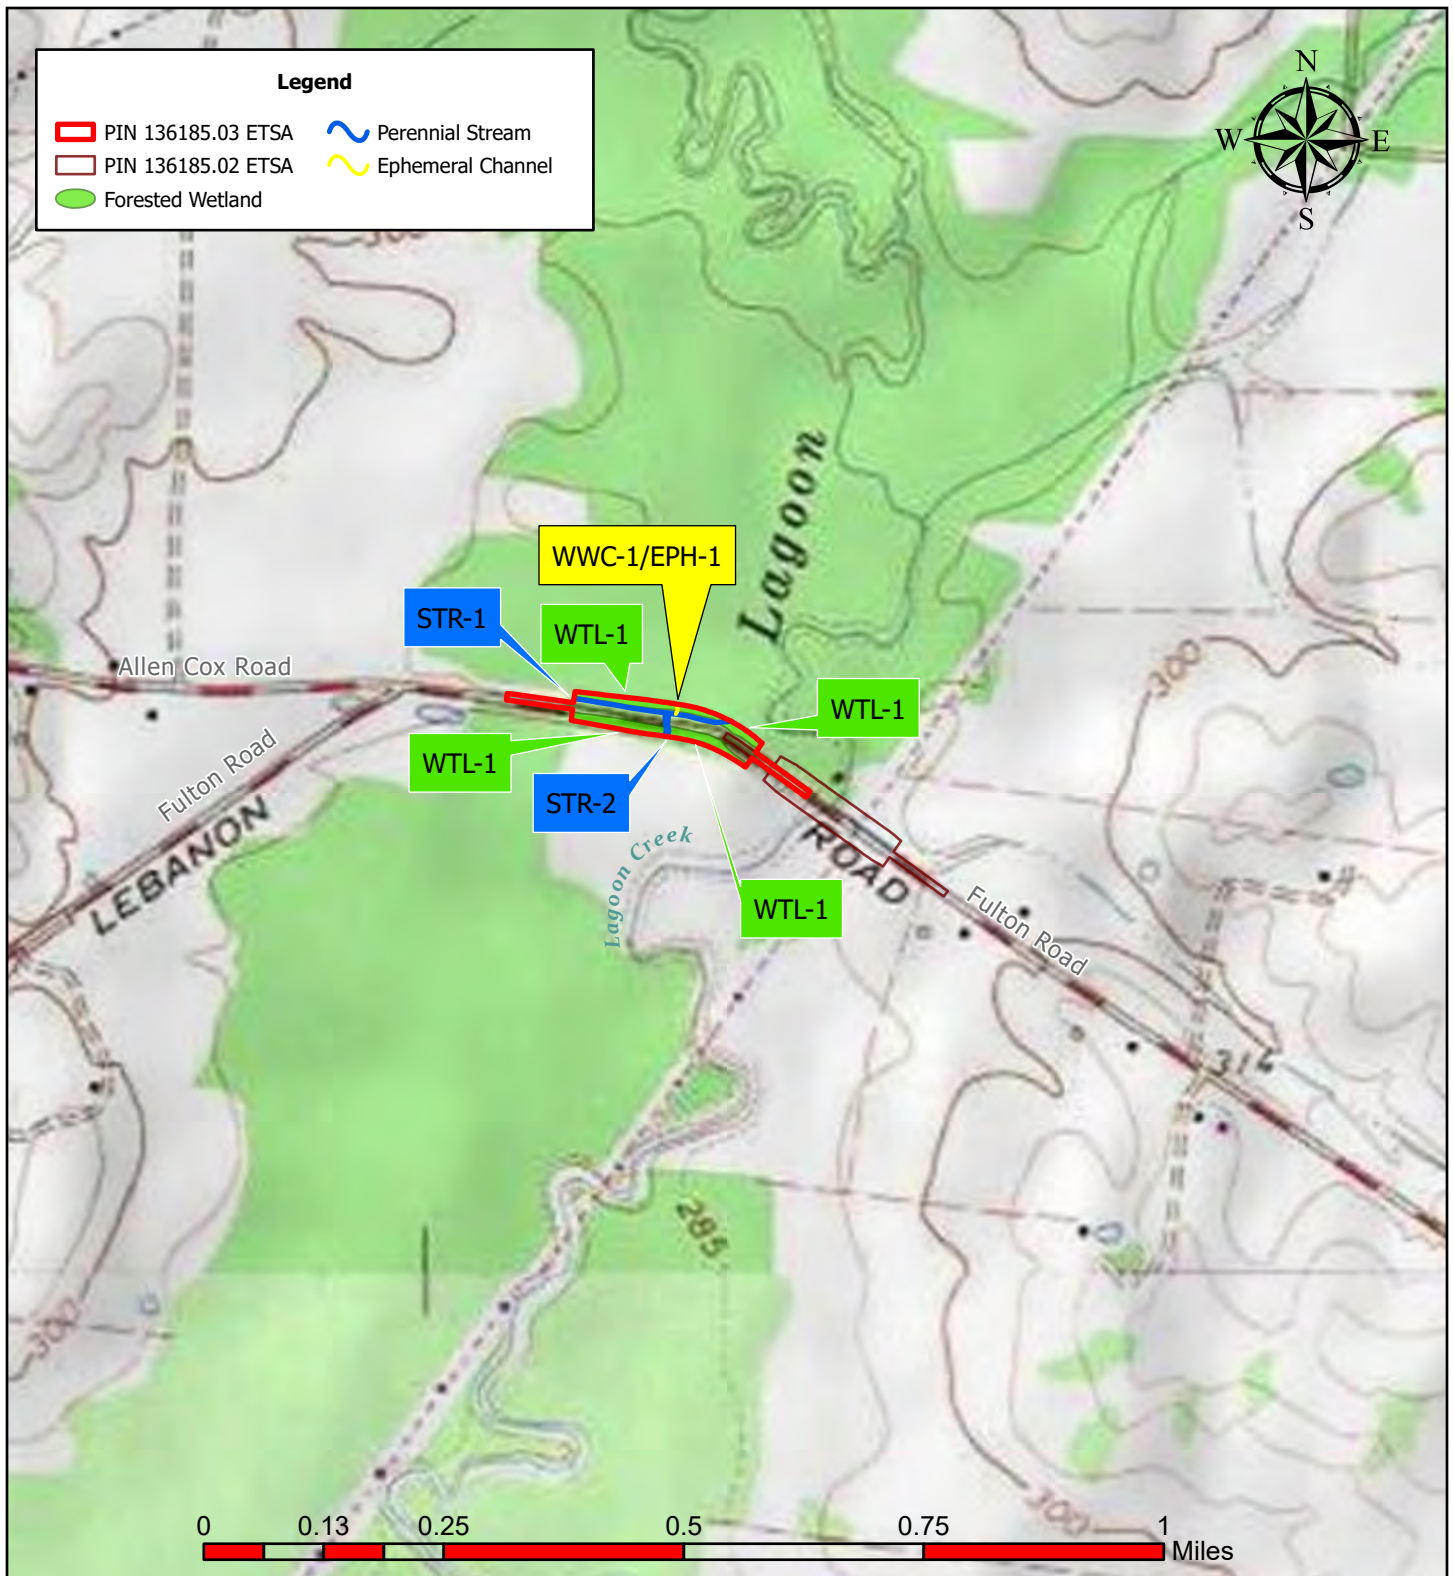 Legend
PIN 136185.03 ETSA
Perennial Stream
PIN 136185.02 ETSA
Ephemeral Channel
Forested Wetland
N
W
E
S
Lagoon
WWC-1/EPH-1
STR-1
WTL-1
300
Allen Cox Road
WTL-1
WTL-1
Fulton Road
STR-2
LEBANON
ROAD
Lagoon Creek
WTL-1
Fulton Road
316
285
300
300
0
0.13
0.25
0.5
0.75
1
Miles